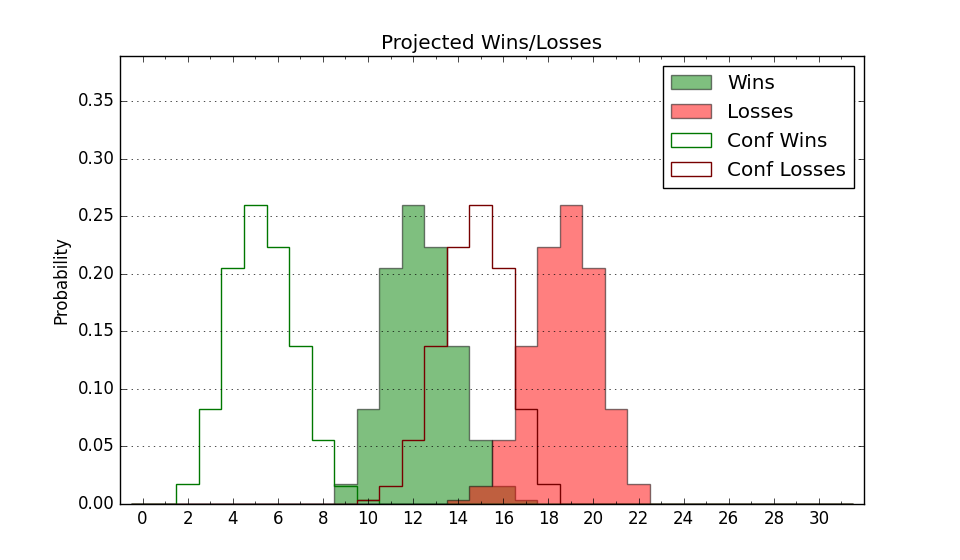 Projected Wins/Losses
Wins
Losses
Conf Wins
Conf Losses
Probability
0.35
0.30
0.25
0.20
0.15
0.10
0.05
0.00
0 2 4 6 8 10 12 14 16 18 20 22 24 26 28 30